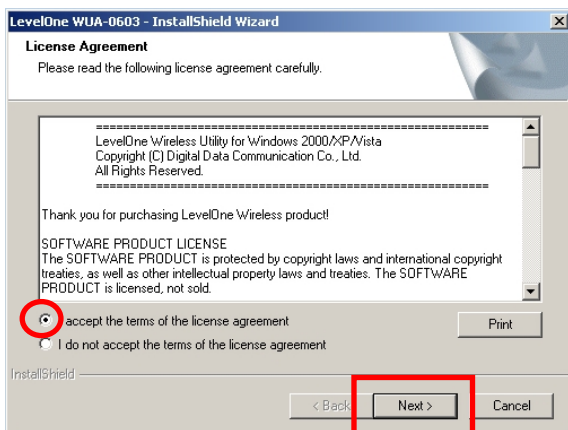 LevelOne WUA-0603 - InstallShield Wizard
License Agreement
Please read the following license agreement carefully.
==================================================
LevelOne Wireless Utility for Windows 2000/XP/Vista
Copyright (C) Digital Data Communication Co., Ltd.
All Rights Reserved.
==================================================
Thank you for purchasing LevelOne Wireless product!
SOFTWARE PRODUCT LICENSE
The SOFTWARE PRODUCT is protected by copyright laws and international copyright
treaties, as well as other intellectual property laws and treaties. The SOFTWARE
PRODUCT is licensed, not sold.
I accept the terms of the license agreement
Print
I do not accept the terms of the license agreement
InstallShield
< Back
Next >
Cancel